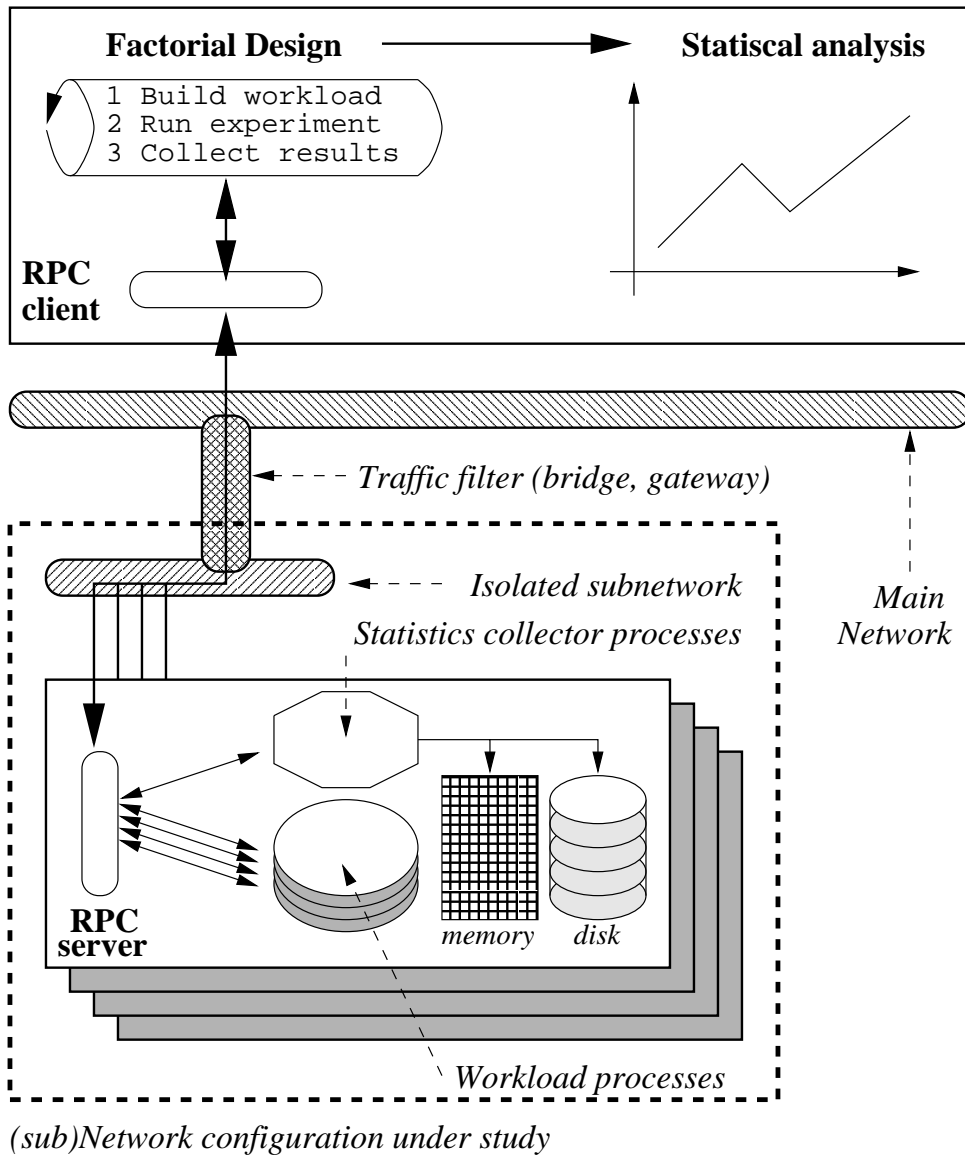 Factorial Design
Statiscal analysis
1 Build workload
2 Run experiment
3 Collect results
RPC
client
Traffic filter (bridge, gateway)
Isolated subnetwork
Main
Network
Statistics collector processes
RPC
server
memory
disk
Workload processes
(sub)Network configuration under study